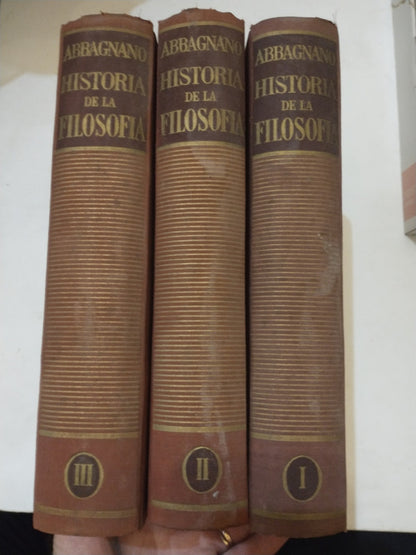 ABBAGNANO
HISTORIA
DE LA
FILOSOFIA
III
ABBAGNANO
HISTORIA
DE LA
FILOSOFIA
II
ABBAGNANO
HISTORIA
DE LA
FILOSOFIA
I